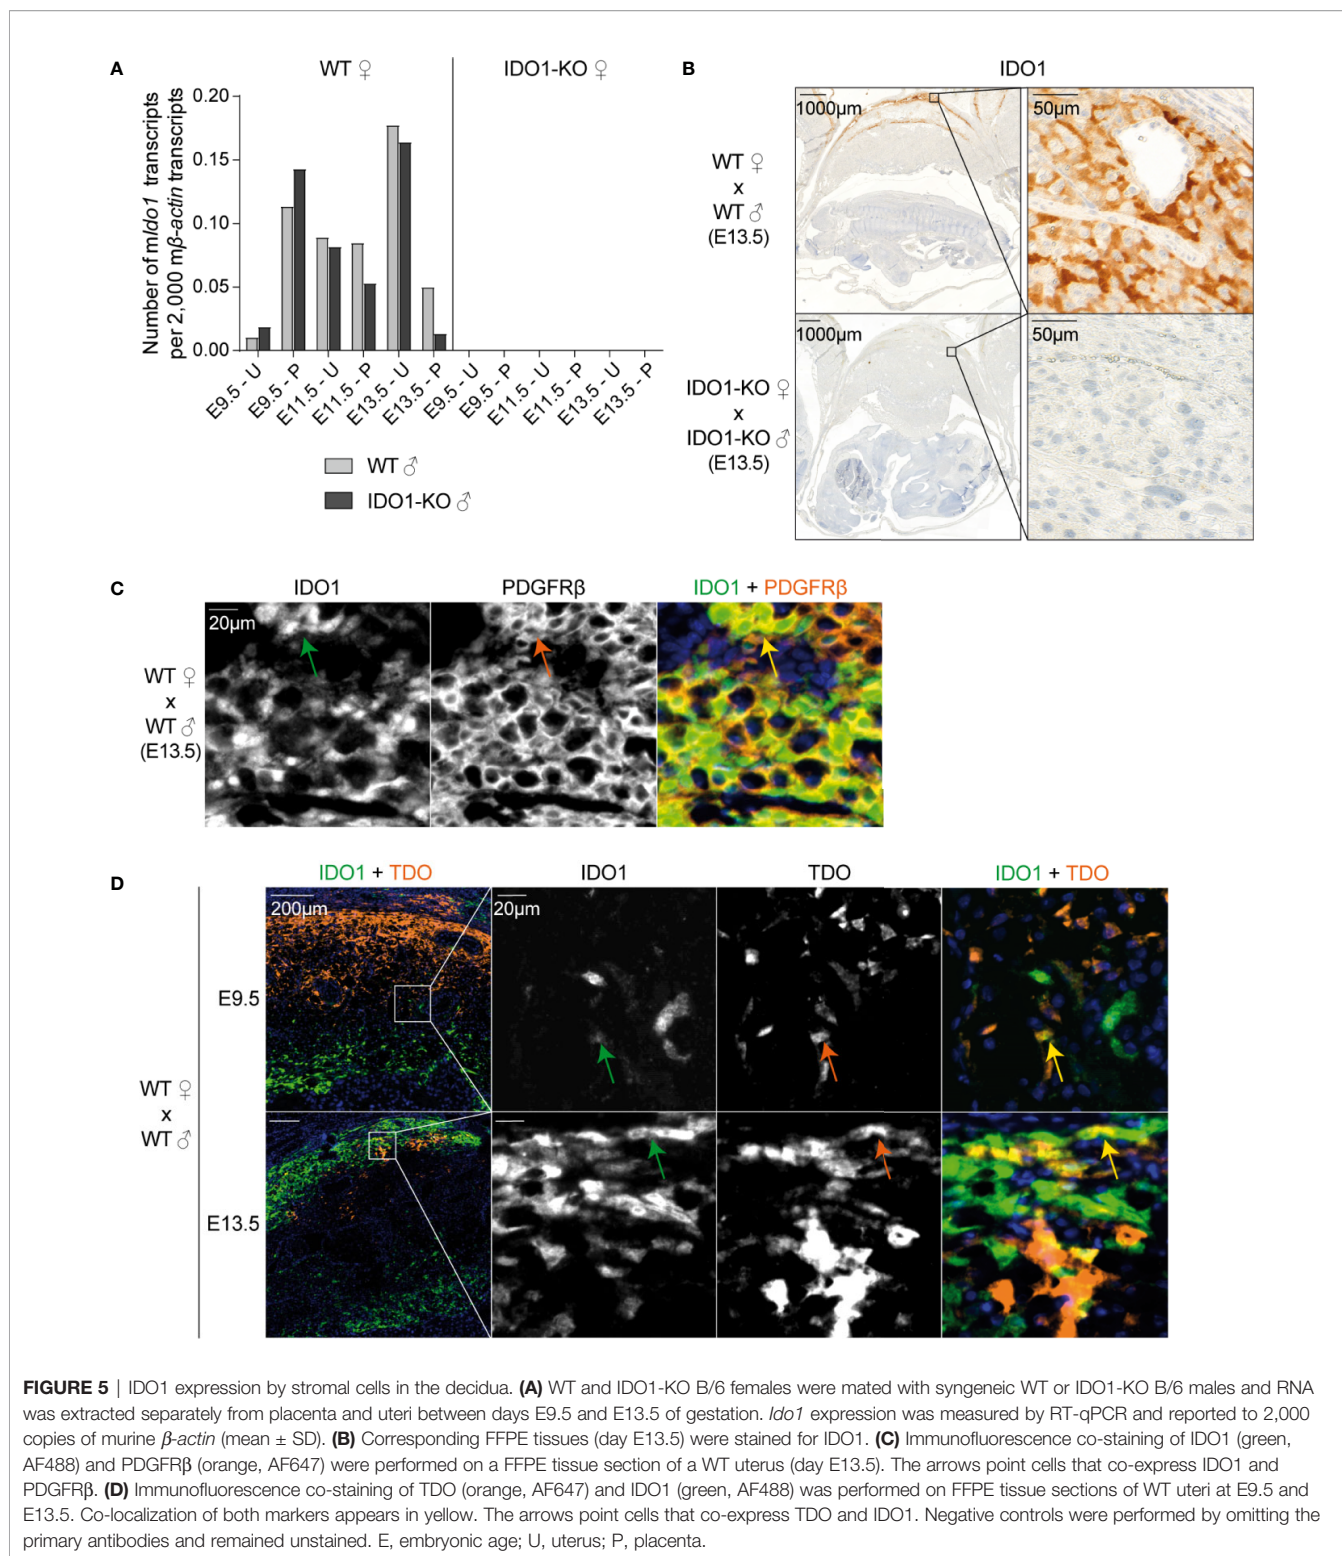 A
WT ♀
IDO1-KO ♀
Number of mIdo1 transcripts
per 2,000 mβ-actin transcripts
0.20
0.15
0.10
0.05
0.00
E9.5 - U
E9.5 - P
E11.5 - U
E11.5 - P
E13.5 - U
E13.5 - P
E9.5 - U
E9.5 - P
E11.5 - U
E11.5 - P
E13.5 - U
E13.5 - P
WT ♂
IDO1-KO ♂
B
IDO1
1000µm
50µm
WT ♀
x
WT ♂
(E13.5)
1000µm
50µm
IDO1-KO ♀
x
IDO1-KO ♂
(E13.5)
C
IDO1
PDGFRβ
IDO1 + PDGFRβ
20µm
WT ♀
x
WT ♂
(E13.5)
D
IDO1 + TDO
IDO1
TDO
IDO1 + TDO
200µm
20µm
E9.5
WT ♀
x
WT ♂
E13.5
FIGURE 5 | IDO1 expression by stromal cells in the decidua. (A) WT and IDO1-KO B/6 females were mated with syngeneic WT or IDO1-KO B/6 males and RNA
was extracted separately from placenta and uteri between days E9.5 and E13.5 of gestation. Ido1 expression was measured by RT-qPCR and reported to 2,000
copies of murine β-actin (mean ± SD). (B) Corresponding FFPE tissues (day E13.5) were stained for IDO1. (C) Immunofluorescence co-staining of IDO1 (green,
AF488) and PDGFRβ (orange, AF647) were performed on a FFPE tissue section of a WT uterus (day E13.5). The arrows point cells that co-express IDO1 and
PDGFRβ. (D) Immunofluorescence co-staining of TDO (orange, AF647) and IDO1 (green, AF488) was performed on FFPE tissue sections of WT uteri at E9.5 and
E13.5. Co-localization of both markers appears in yellow. The arrows point cells that co-express TDO and IDO1. Negative controls were performed by omitting the
primary antibodies and remained unstained. E, embryonic age; U, uterus; P, placenta.